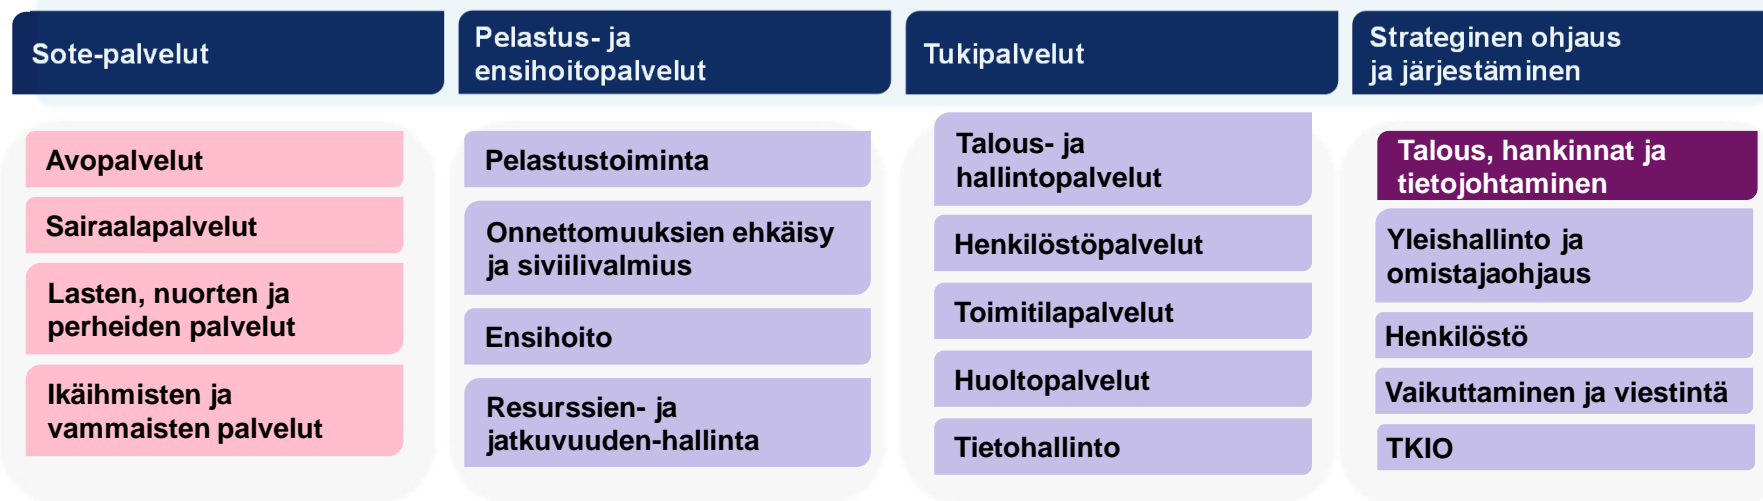 Sote-palvelut
Avopalvelut
Sairaalapalvelut
Lasten, nuorten ja
perheiden palvelut
Ikäihmisten ja
vammaisten palvelut
Pelastus- ja
ensihoitopalvelut
Pelastustoiminta
Onnettomuuksien ehkäisy
ja siviilivalmius
Ensihoito
Resurssien- ja
jatkuvuuden-hallinta
Tukipalvelut
Talous- ja
hallintopalvelut
Henkilöstöpalvelut
Toimitilapalvelut
Huoltopalvelut
Tietohallinto
Strateginen ohjaus
ja järjestäminen
Talous, hankinnat ja
tietojohtaminen
Yleishallinto ja
omistajaohjaus
Henkilöstö
Vaikuttaminen ja viestintä
TKIO